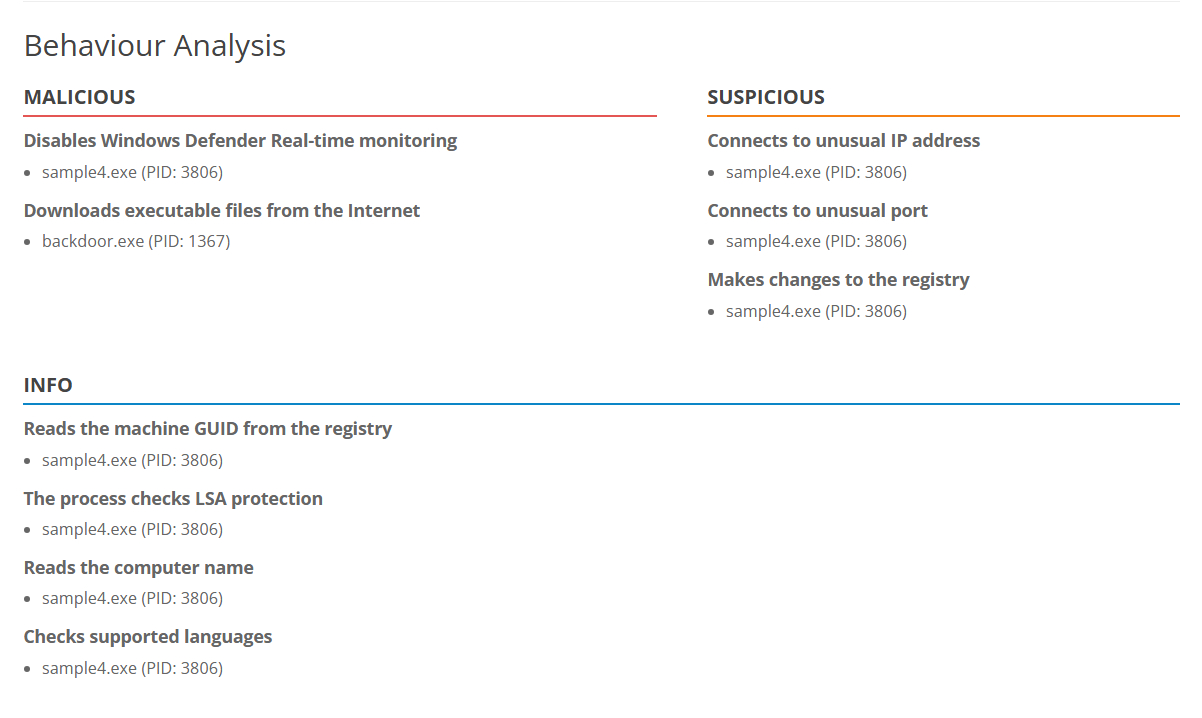 Behaviour Analysis
MALICIOUS
Disables Windows Defender Real-time monitoring
• sample4.exe (PID: 3806)
Downloads executable files from the Internet
• backdoor.exe (PID: 1367)
SUSPICIOUS
Connects to unusual IP address
• sample4.exe (PID: 3806)
Connects to unusual port
• sample4.exe (PID: 3806)
Makes changes to the registry
• sample4.exe (PID: 3806)
INFO
Reads the machine GUID from the registry
• sample4.exe (PID: 3806)
The process checks LSA protection
• sample4.exe (PID: 3806)
Reads the computer name
• sample4.exe (PID: 3806)
Checks supported languages
• sample4.exe (PID: 3806)